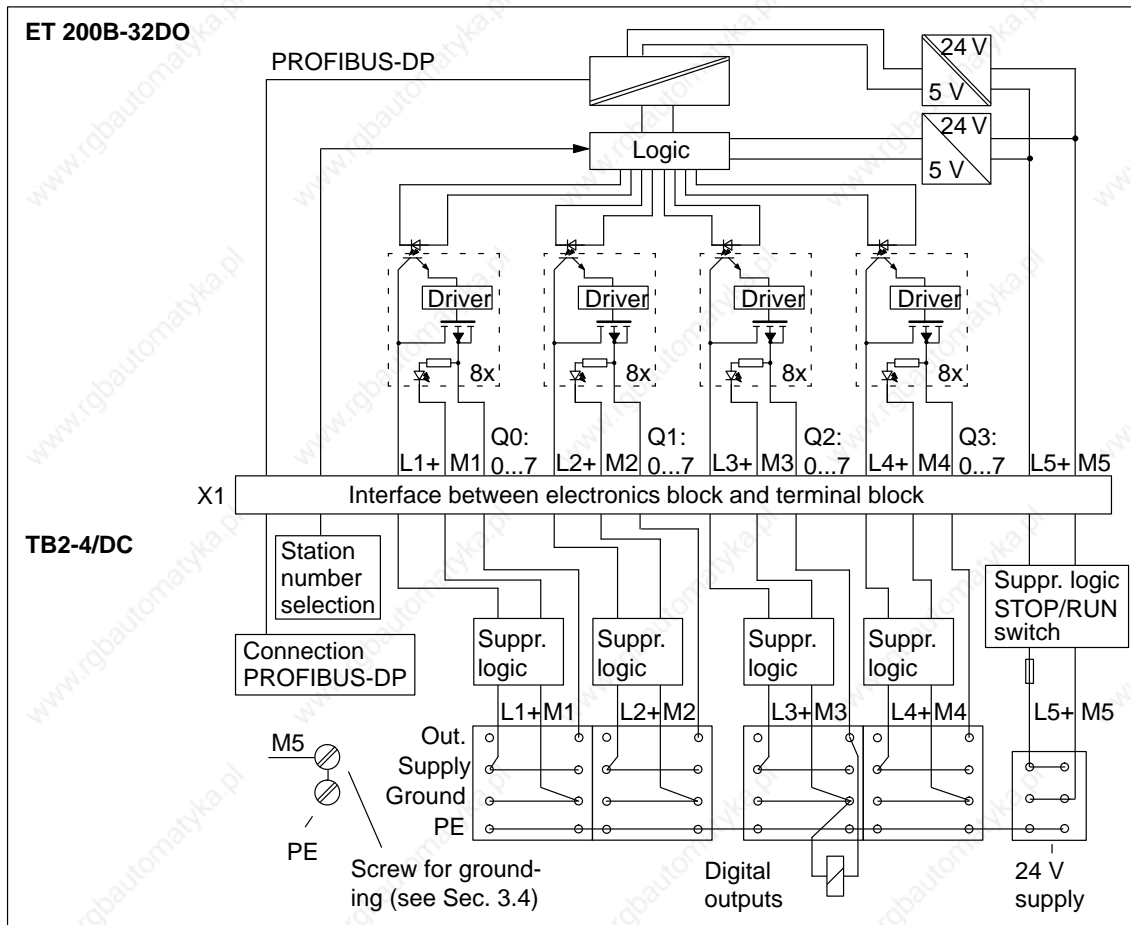 ET 200B-32DO
PROFIBUS-DP
24 V
5 V
24 V
5 V
Logic
Driver
Driver
Driver
Driver
8x
8x
8x
8x
Q0:
Q1:
Q2:
Q3:
L1+ M1 0...7 L2+ M2 0...7 L3+ M3 0...7 L4+ M4 0...7 L5+ M5
X1
Interface between electronics block and terminal block
TB2-4/DC
Station
number
selection
Connection
PROFIBUS-DP
Suppr. logic
STOP/RUN
switch
Suppr.
logic
Suppr.
logic
Suppr.
logic
Suppr.
logic
L1+ M1 L2+ M2 L3+ M3 L4+ M4 L5+ M5
Out.
Supply
Ground
PE
M5
PE
Screw for ground-
ing (see Sec. 3.4)
Digital
outputs
24 V
supply
www.rgbautomatyka.pl